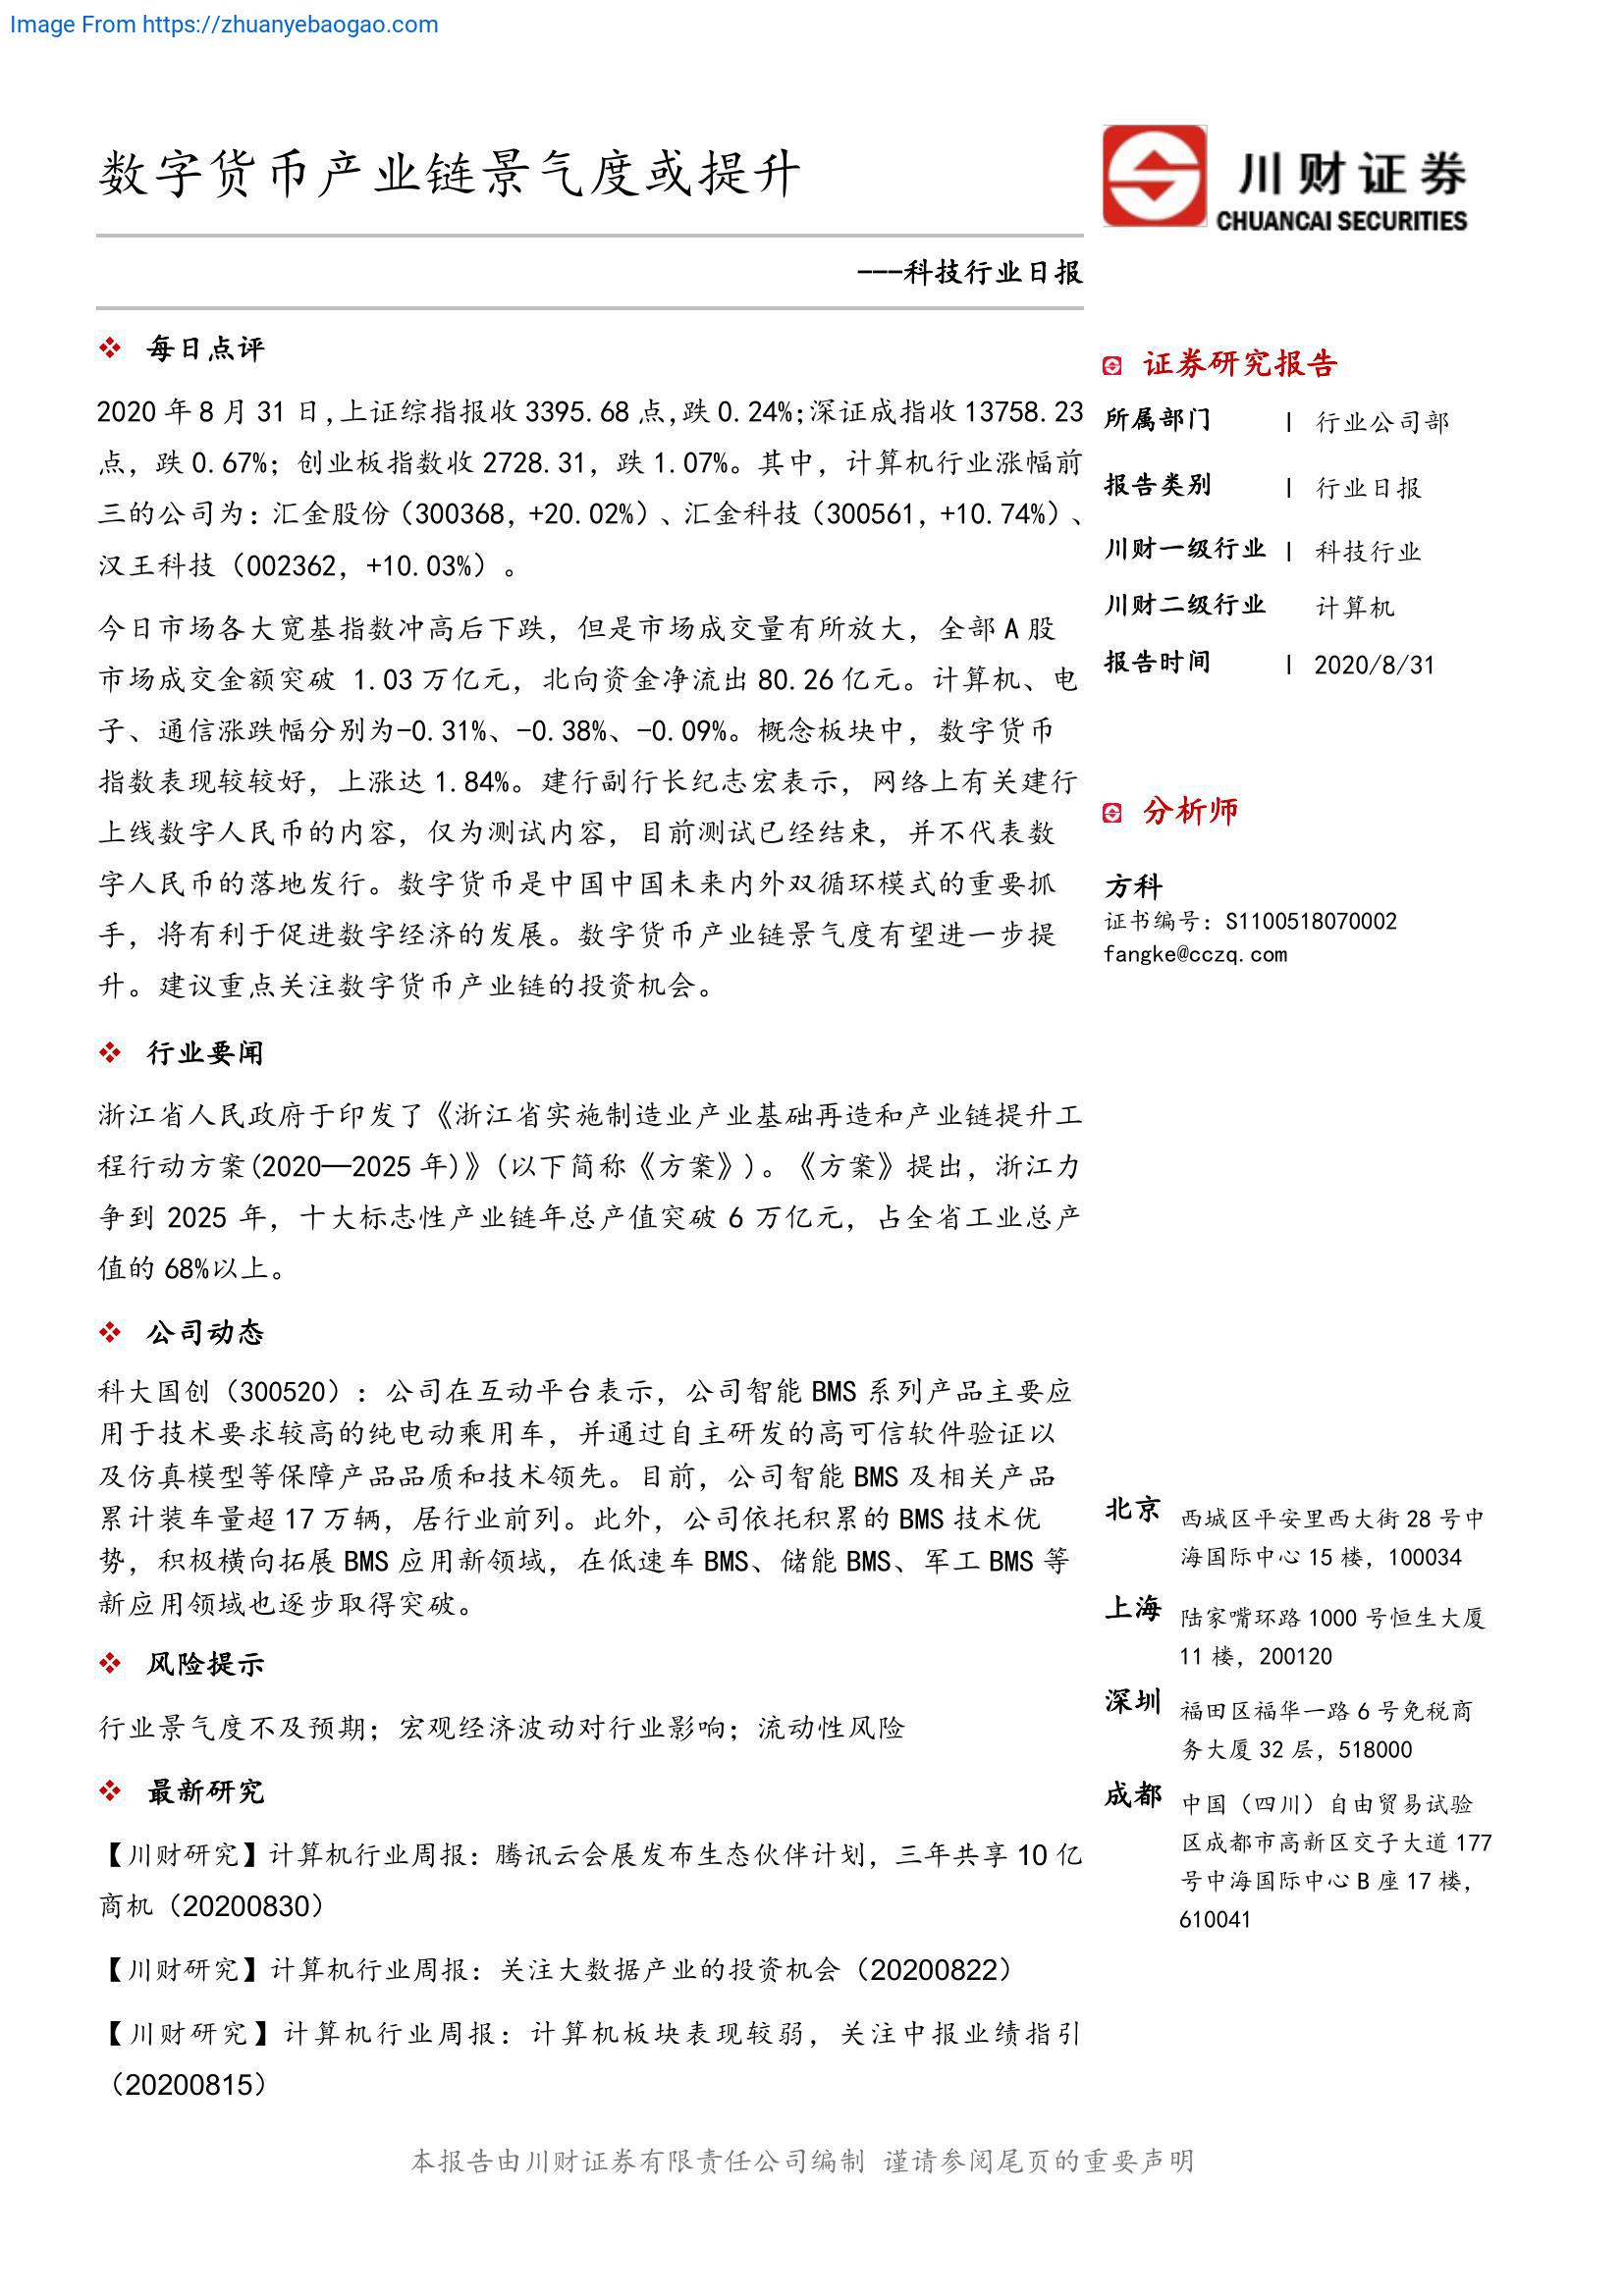 Image From https://zhuanyebaogao.com
数字货币产业链景气度或提升
川财证券
CHUANCAI SECURITIES
---科技行业日报
每日点评
2020 年 8 月 31 日,上证综指报收 3395.68 点,跌 0.24%;深证成指收 13758.23
点，跌 0.67%；创业板指数收 2728.31，跌 1.07%。其中，计算机行业涨幅前
三的公司为：汇金股份（300368，+20.02%）、汇金科技（300561，+10.74%）、
汉王科技（002362，+10.03%）。
今日市场各大宽基指数冲高后下跌，但是市场成交量有所放大，全部 A 股
市场成交金额突破 1.03 万亿元，北向资金净流出 80.26 亿元。计算机、电
子、通信涨跌幅分别为-0.31%、-0.38%、-0.09%。概念板块中，数字货币
指数表现较较好，上涨达 1.84%。建行副行长纪志宏表示，网络上有关建行
上线数字人民币的内容，仅为测试内容，目前测试已经结束，并不代表数
字人民币的落地发行。数字货币是中国中国未来内外双循环模式的重要抓
手，将有利于促进数字经济的发展。数字货币产业链景气度有望进一步提
升。建议重点关注数字货币产业链的投资机会。
行业要闻
浙江省人民政府于印发了《浙江省实施制造业产业基础再造和产业链提升工
程行动方案(2020—2025 年)》(以下简称《方案》)。《方案》提出，浙江力
争到 2025 年，十大标志性产业链年总产值突破 6 万亿元，占全省工业总产
值的 68%以上。
公司动态
科大国创（300520）：公司在互动平台表示，公司智能 BMS 系列产品主要应
用于技术要求较高的纯电动乘用车，并通过自主研发的高可信软件验证以
及仿真模型等保障产品品质和技术领先。目前，公司智能 BMS 及相关产品
累计装车量超 17 万辆，居行业前列。此外，公司依托积累的 BMS 技术优
势，积极横向拓展 BMS 应用新领域，在低速车 BMS、储能 BMS、军工 BMS 等
新应用领域也逐步取得突破。
风险提示
行业景气度不及预期；宏观经济波动对行业影响；流动性风险
最新研究
【川财研究】计算机行业周报：腾讯云会展发布生态伙伴计划，三年共享 10 亿
商机（20200830）
【川财研究】计算机行业周报：关注大数据产业的投资机会（20200822）
【川财研究】计算机行业周报：计算机板块表现较弱，关注中报业绩指引
（20200815）
证券研究报告
所属部门 | 行业公司部
报告类别 | 行业日报
川财一级行业 | 科技行业
川财二级行业 计算机
报告时间 | 2020/8/31
分析师
方科
证书编号：S1100518070002
fangke@cczq.com
北京 西城区平安里西大街 28 号中
海国际中心 15 楼，100034
上海 陆家嘴环路 1000 号恒生大厦
11 楼，200120
深圳 福田区福华一路 6 号免税商
务大厦 32 层，518000
成都 中国（四川）自由贸易试验
区成都市高新区交子大道 177
号中海国际中心 B 座 17 楼，
610041
本报告由川财证券有限责任公司编制 谨请参阅尾页的重要声明